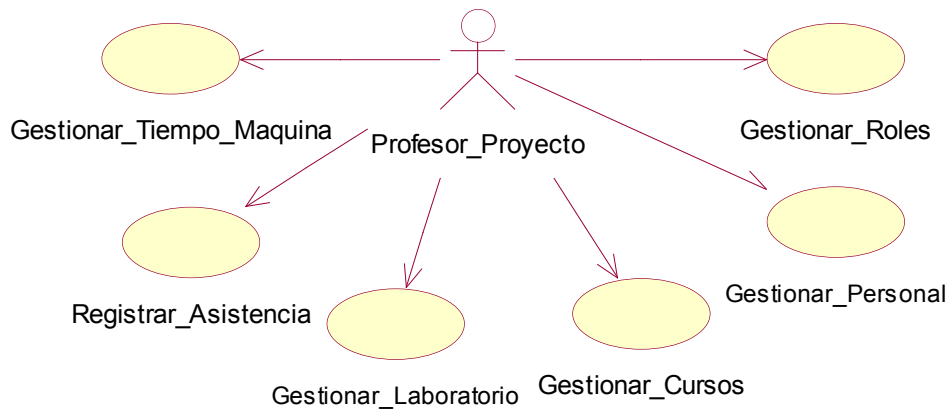 Gestionar_Tiempo_Maquina
Profesor_Proyecto
Gestionar_Roles
Registrar_Asistencia
Gestionar_Laboratorio
Gestionar_Cursos
Gestionar_Personal